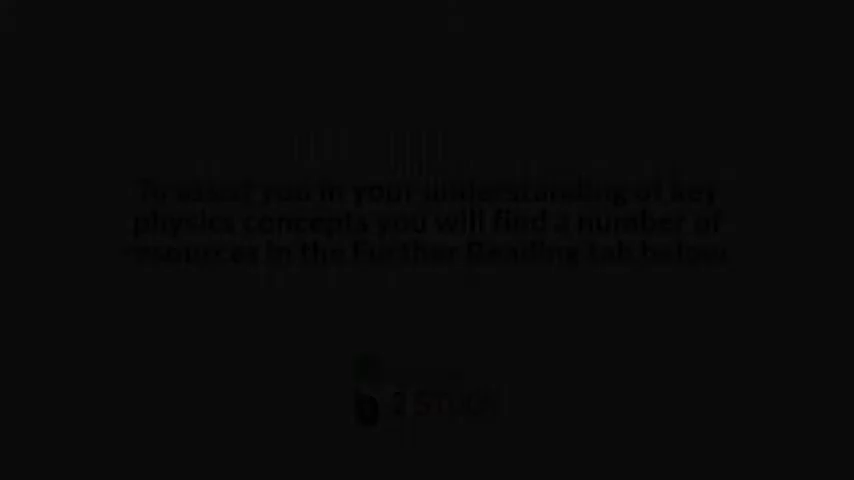 To assist you in your understanding of key
physics concepts you will find a number of
resources in the Further Reading tab below.